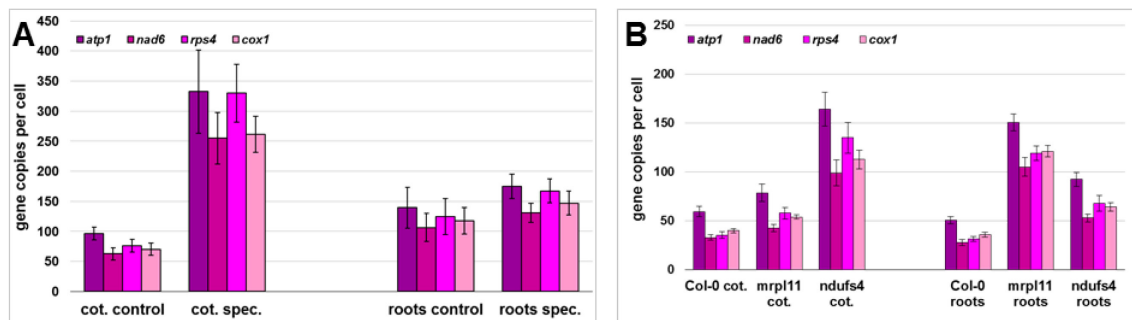 A
atp1 nad6 rps4 cox1
gene copies per cell
450
400
350
300
250
200
150
100
50
0
cot. control cot. spec. roots control roots spec.
B
atp1 nad6 rps4 cox1
gene copies per cell
250
200
150
100
50
0
Col-0 cot. mrpl11 ndufs4 Col-0 mrpl11 ndufs4
cot. cot. roots roots roots